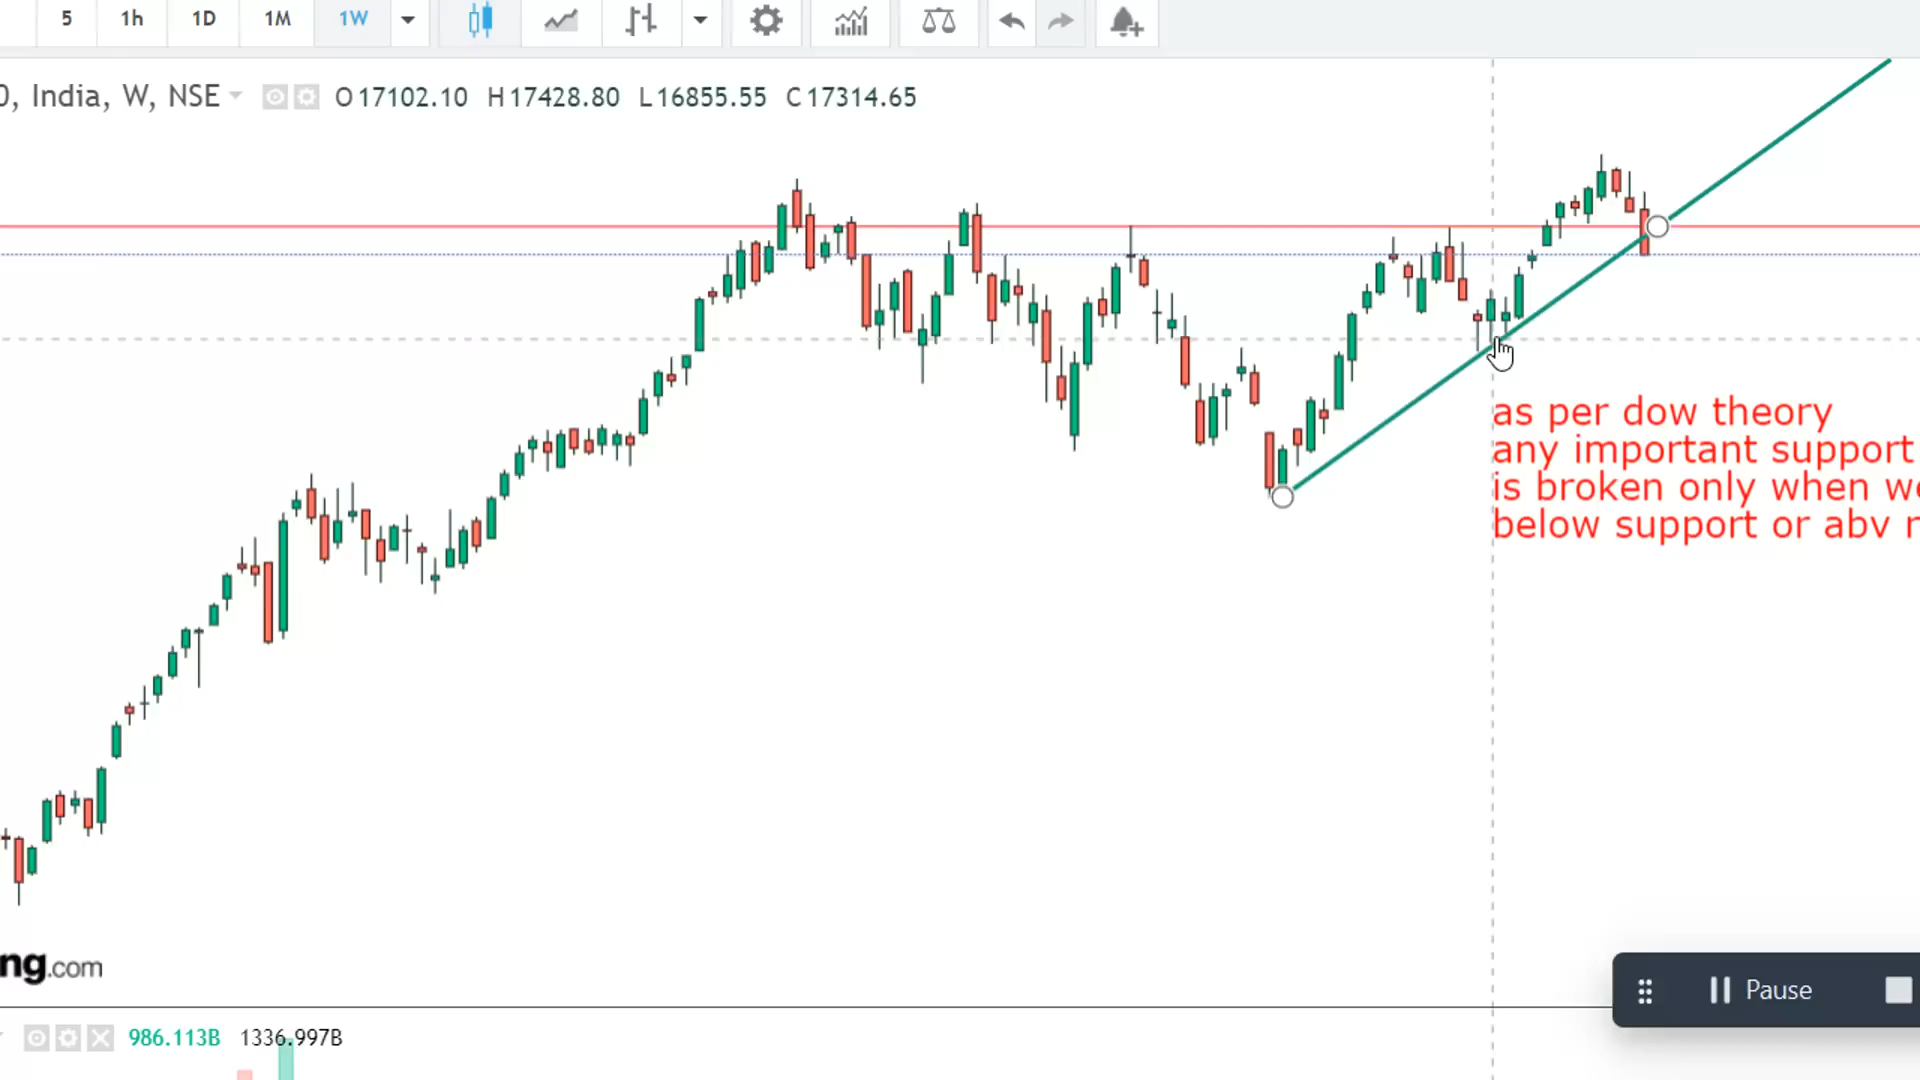 5 1h 1D 1M 1W
0, India, W, NSE O17102.10 H17428.80 L16855.55 C17314.65
as per dow theory
any important support
is broken only when we
below support or abv
ng.com
Pause
986.113B 1336.997B